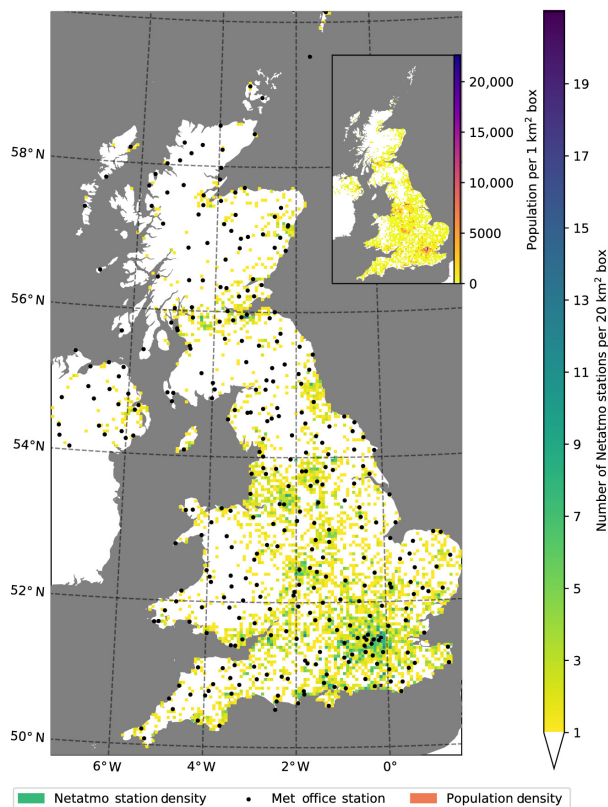 58° N
56° N
54° N
52° N
50° N
6° W
4° W
2° W
0°
22,000
15,000
10,000
5000
0
Population per 1 km² box
19
17
15
13
11
9
7
5
3
1
Number of Netatmo stations per 20 km² box
Netatmo station density
Met office station
Population density